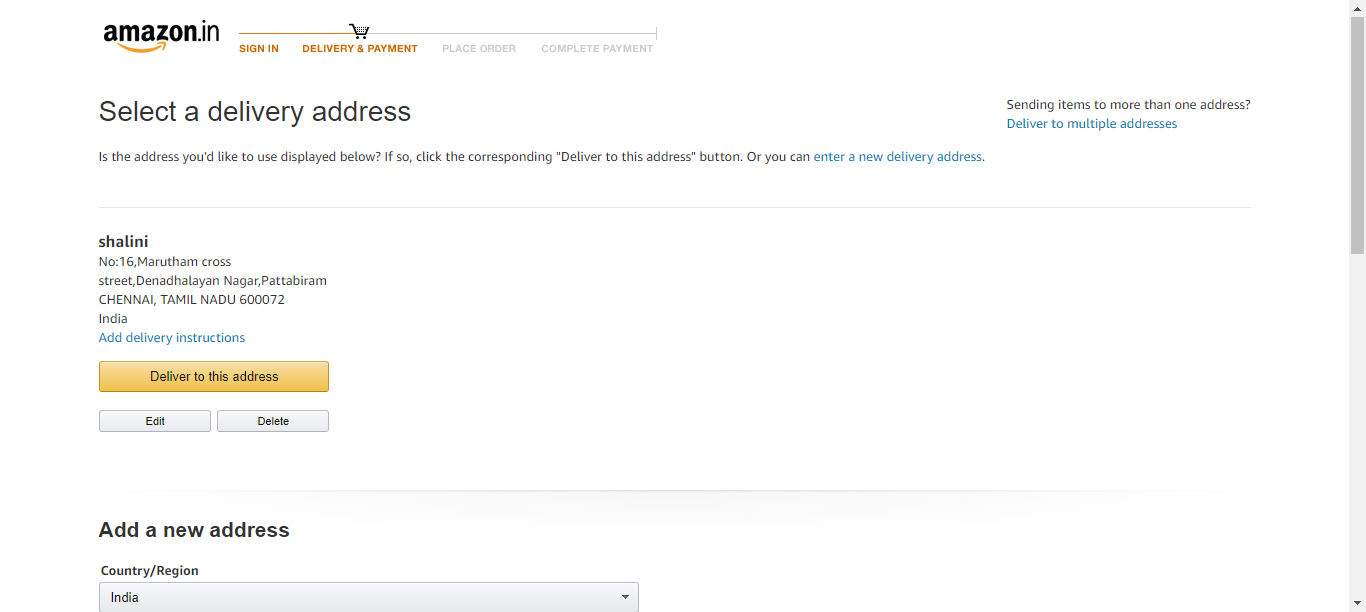 amazon.in
SIGN IN DELIVERY & PAYMENT PLACE ORDER COMPLETE PAYMENT
Select a delivery address
Sending items to more than one address?
Deliver to multiple addresses
Is the address you'd like to use displayed below? If so, click the corresponding "Deliver to this address" button. Or you can enter a new delivery address.
shalini
No:16,Marutham cross
street,Denadhalayan Nagar,Pattabiram
CHENNAI, TAMIL NADU 600072
India
Add delivery instructions
Deliver to this address
Edit Delete
Add a new address
Country/Region
India